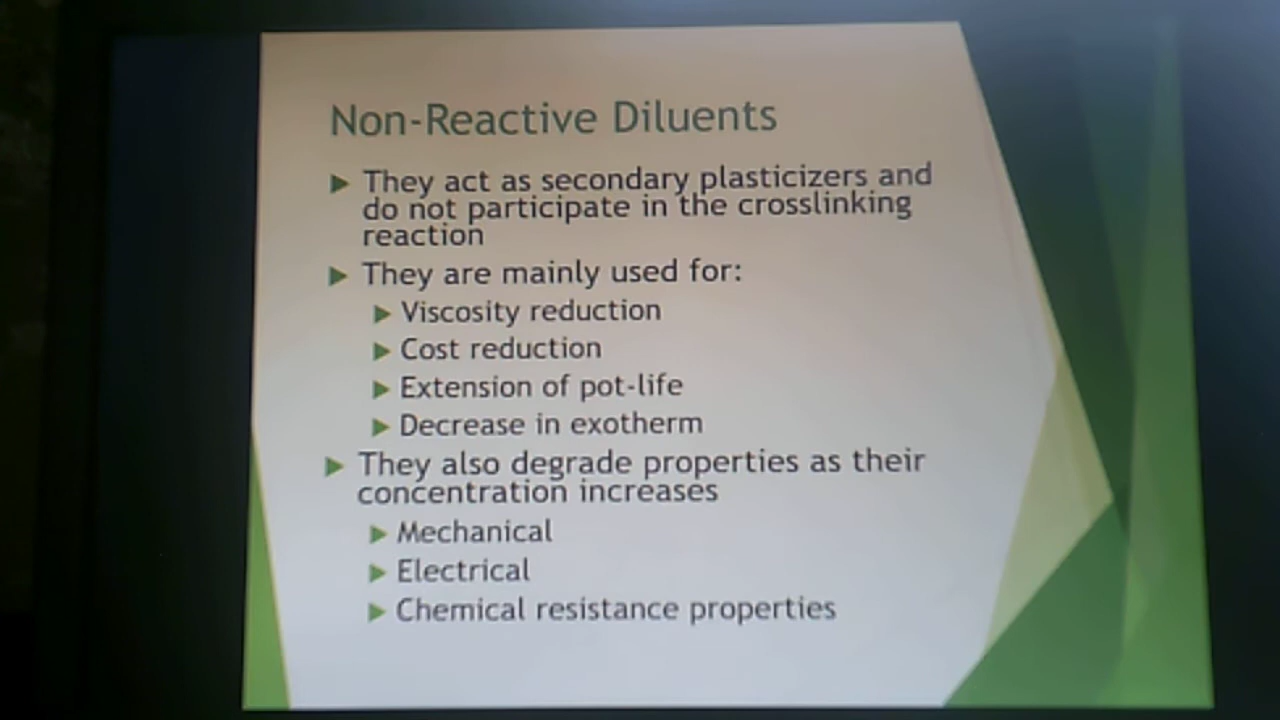 Non-Reactive Diluents
They act as secondary plasticizers and
do not participate in the crosslinking
reaction
They are mainly used for:
Viscosity reduction
Cost reduction
Extension of pot-life
Decrease in exotherm
They also degrade properties as their
concentration increases
Mechanical
Electrical
Chemical resistance properties